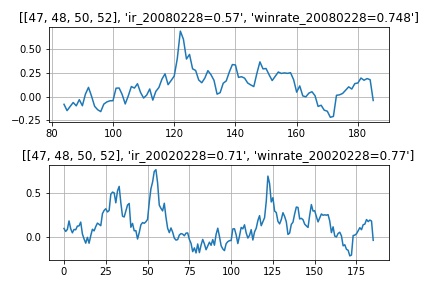 [[47, 48, 50, 52], 'ir_20080228=0.57', 'winrate_20080228=0.748']
0.50
0.25
0.00
−0.25
80 100 120 140 160 180
[[47, 48, 50, 52], 'ir_20020228=0.71', 'winrate_20020228=0.77']
0.5
0.0
0 25 50 75 100 125 150 175